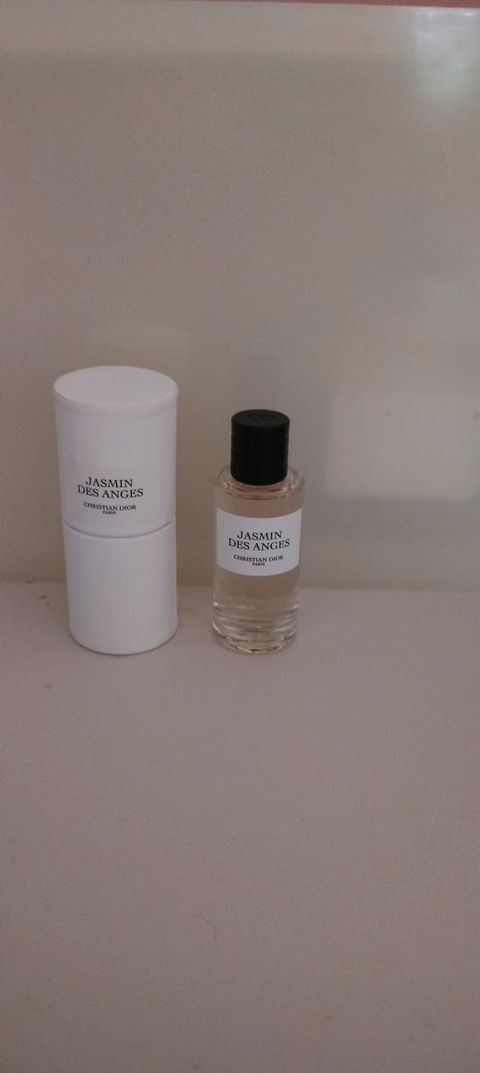 JASMIN
DES ANGES
CHRISTIAN DIOR
PARIS
JASMIN
DES ANGES
CHRISTIAN DIOR
PARIS